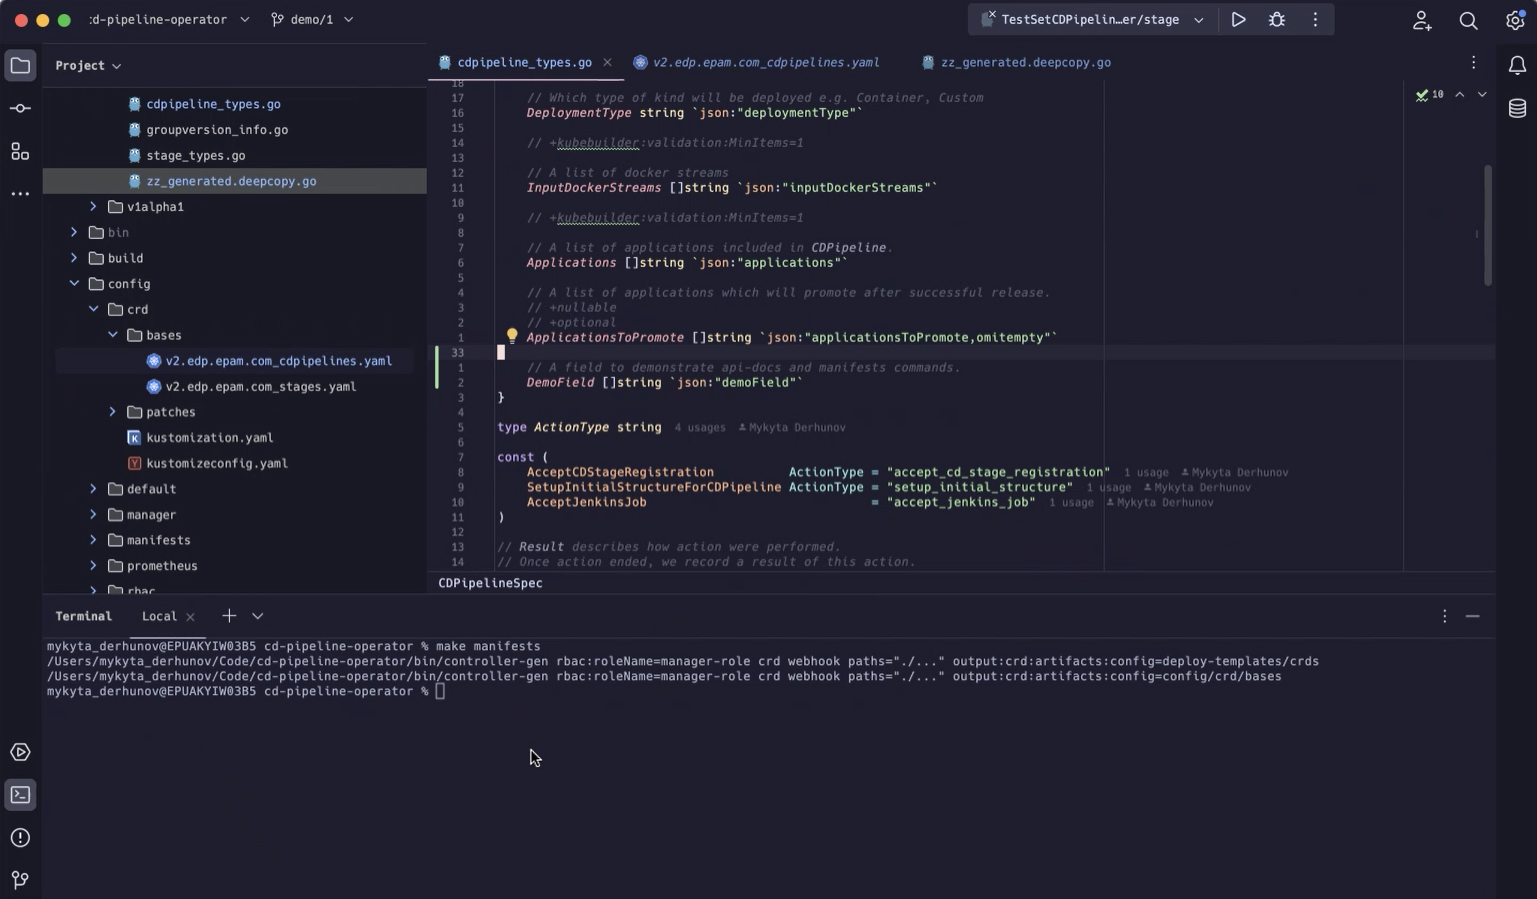 :d-pipeline-operator
demo/1
TestSetCDPipelin...er/stage
Project
cdpipeline_types.go
groupversion_info.go
stage_types.go
zz_generated.deepcopy.go
v1alpha1
bin
build
config
crd
bases
v2.edp.epam.com_cdpipelines.yaml
v2.edp.epam.com_stages.yaml
patches
kustomization.yaml
kustomizeconfig.yaml
default
manager
manifests
prometheus
rbac
cdpipeline_types.go
v2.edp.epam.com_cdpipelines.yaml
zz_generated.deepcopy.go
10
18
17 // Which type of kind will be deployed e.g. Container, Custom
16 DeploymentType string `json:"deploymentType"`
15
14 // +kubebuilder:validation:MinItems=1
13
12 // A list of docker streams
11 InputDockerStreams []string `json:"inputDockerStreams"`
10
9 // +kubebuilder:validation:MinItems=1
8
7 // A list of applications included in CDPipeline.
6 Applications []string `json:"applications"`
5
4 // A list of applications which will promote after successful release.
3 // +nullable
2 // +optional
1 ApplicationsToPromote []string `json:"applicationsToPromote,omitempty"`
33
1 // A field to demonstrate api-docs and manifests commands.
2 DemoField []string `json:"demoField"`
3 }
4
5 type ActionType string 4 usages Mykyta Derhunov
6
7 const (
8 AcceptCDStageRegistration ActionType = "accept_cd_stage_registration" 1 usage Mykyta Derhunov
9 SetupInitialStructureForCDPipeline ActionType = "setup_initial_structure" 1 usage Mykyta Derhunov
10 AcceptJenkinsJob = "accept_jenkins_job" 1 usage Mykyta Derhunov
11 )
12
13 // Result describes how action were performed.
14 // Once action ended, we record a result of this action.
CDPipelineSpec
Terminal
Local
mykyta_derhunov@EPUAKYIW03B5 cd-pipeline-operator % make manifests
/Users/mykyta_derhunov/Code/cd-pipeline-operator/bin/controller-gen rbac:roleName=manager-role crd webhook paths="./..." output:crd:artifacts:config=deploy-templates/crds
/Users/mykyta_derhunov/Code/cd-pipeline-operator/bin/controller-gen rbac:roleName=manager-role crd webhook paths="./..." output:crd:artifacts:config=config/crd/bases
mykyta_derhunov@EPUAKYIW03B5 cd-pipeline-operator %